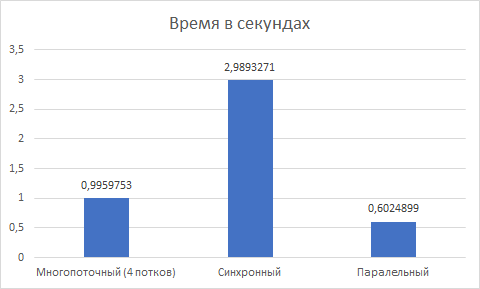 Время в секундах
3,5
3
2,5
2
1,5
1
0,5
0
0,9959753
2,9893271
0,6024899
Многопоточный (4 потков)
Синхронный
Паралельный